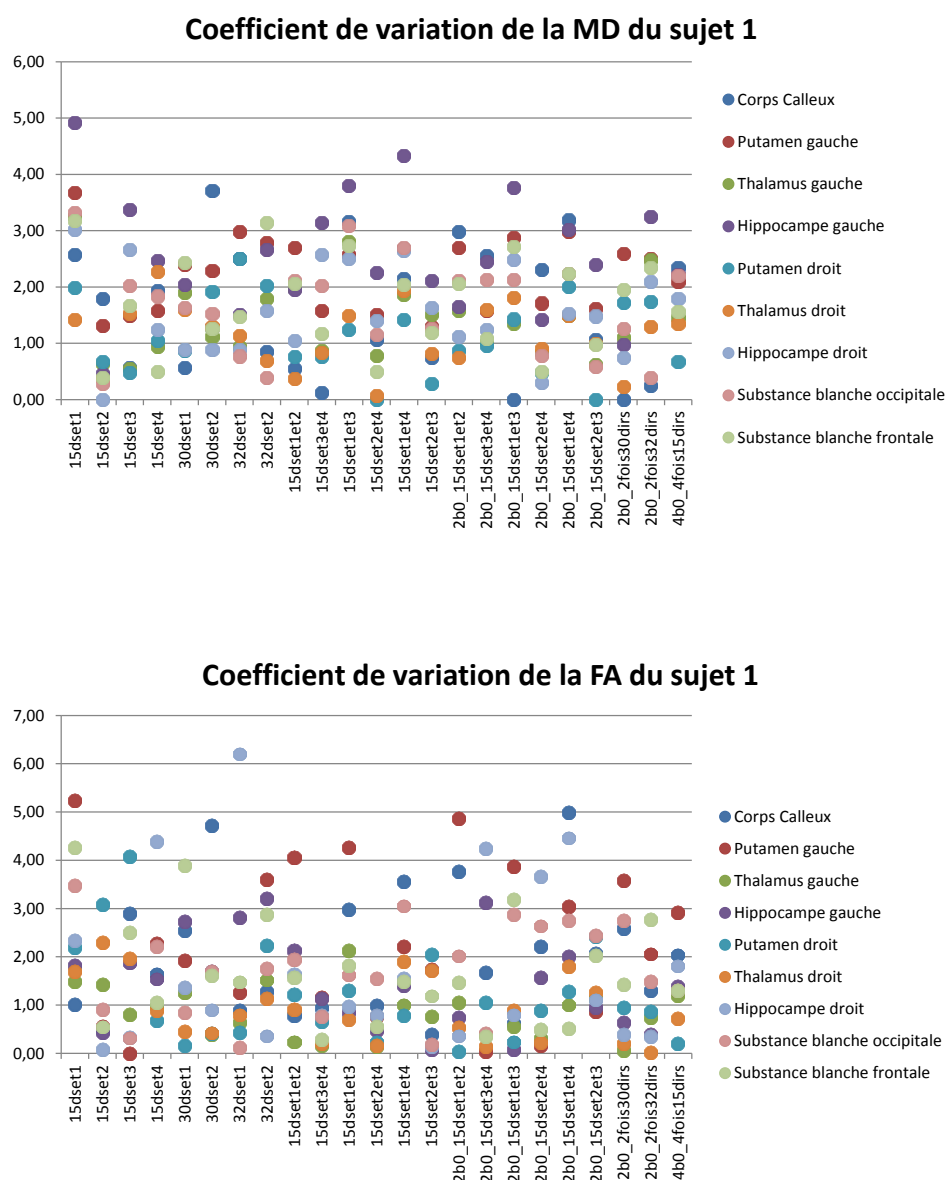 Coefficient de variation de la MD du sujet 1
6,00
5,00
4,00
3,00
2,00
1,00
0,00
15dset1
15dset2
15dset3
15dset4
30dset1
30dset2
32dset1
32dset2
15dset1et2
15dset3et4
15dset1et3
15dset2et4
15dset1et4
15dset2et3
2b0_15dset1et2
2b0_15dset3et4
2b0_15dset1et3
2b0_15dset2et4
2b0_15dset1et4
2b0_15dset2et3
2b0_2fois30dirs
2b0_2fois32dirs
4b0_4fois15dirs
Corps Calleux
Putamen gauche
Thalamus gauche
Hippocampe gauche
Putamen droit
Thalamus droit
Hippocampe droit
Substance blanche occipitale
Substance blanche frontale
Coefficient de variation de la FA du sujet 1
7,00
6,00
5,00
4,00
3,00
2,00
1,00
0,00
15dset1
15dset2
15dset3
15dset4
30dset1
30dset2
32dset1
32dset2
15dset1et2
15dset3et4
15dset1et3
15dset2et4
15dset1et4
15dset2et3
2b0_15dset1et2
2b0_15dset3et4
2b0_15dset1et3
2b0_15dset2et4
2b0_15dset1et4
2b0_15dset2et3
2b0_2fois30dirs
2b0_2fois32dirs
4b0_4fois15dirs
Corps Calleux
Putamen gauche
Thalamus gauche
Hippocampe gauche
Putamen droit
Thalamus droit
Hippocampe droit
Substance blanche occipitale
Substance blanche frontale